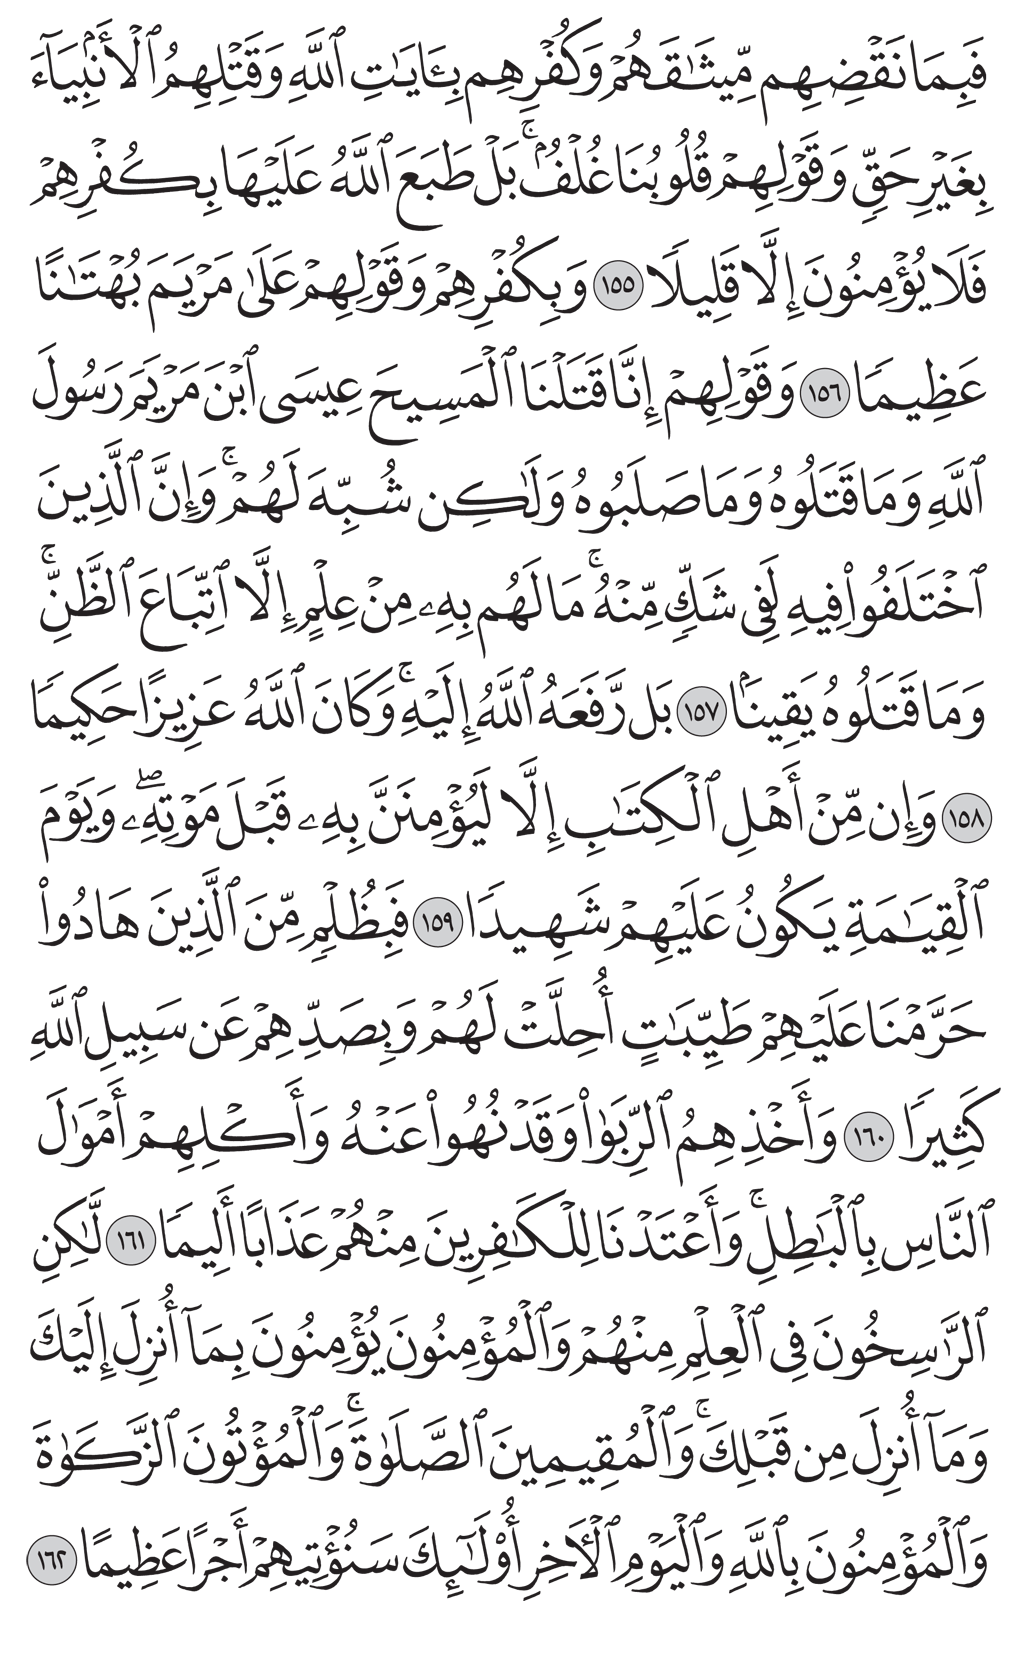 فَبِمَا نَقۡضِهِم مِّيثَٰقَهُمۡ وَكُفۡرِهِم بِـَٔايَٰتِ ٱللَّهِ وَقَتۡلِهِمُ ٱلۡأَنۢبِيَآءَ
بِغَيۡرِ حَقّٖ وَقَوۡلِهِمۡ قُلُوبُنَا غُلۡفُۢۚ بَلۡ طَبَعَ ٱللَّهُ عَلَيۡهَا بِكُفۡرِهِمۡ
فَلَا يُؤۡمِنُونَ إِلَّا قَلِيلٗا ١٥٥ وَبِكُفۡرِهِمۡ وَقَوۡلِهِمۡ عَلَىٰ مَرۡيَمَ بُهۡتَٰنًا
عَظِيمٗا ١٥٦ وَقَوۡلِهِمۡ إِنَّا قَتَلۡنَا ٱلۡمَسِيحَ عِيسَى ٱبۡنَ مَرۡيَمَ رَسُولَ
ٱللَّهِ وَمَا قَتَلُوهُ وَمَا صَلَبُوهُ وَلَٰكِن شُبِّهَ لَهُمۡۚ وَإِنَّ ٱلَّذِينَ
ٱخۡتَلَفُواْ فِيهِ لَفِي شَكّٖ مِّنۡهُۚ مَا لَهُم بِهِۦ مِنۡ عِلۡمٍ إِلَّا ٱتِّبَاعَ ٱلظَّنِّۚ
وَمَا قَتَلُوهُ يَقِينَۢا ١٥٧ بَل رَّفَعَهُ ٱللَّهُ إِلَيۡهِۚ وَكَانَ ٱللَّهُ عَزِيزًا حَكِيمٗا
١٥٨ وَإِن مِّنۡ أَهۡلِ ٱلۡكِتَٰبِ إِلَّا لَيُؤۡمِنَنَّ بِهِۦ قَبۡلَ مَوۡتِهِۦۖ وَيَوۡمَ
ٱلۡقِيَٰمَةِ يَكُونُ عَلَيۡهِمۡ شَهِيدٗا ١٥٩ فَبِظُلۡمٖ مِّنَ ٱلَّذِينَ هَادُواْ
حَرَّمۡنَا عَلَيۡهِمۡ طَيِّبَٰتٍ أُحِلَّتۡ لَهُمۡ وَبِصَدِّهِمۡ عَن سَبِيلِ ٱللَّهِ
كَثِيرٗا ١٦٠ وَأَخۡذِهِمُ ٱلرِّبَوٰاْ وَقَدۡ نُهُواْ عَنۡهُ وَأَكۡلِهِمۡ أَمۡوَٰلَ
ٱلنَّاسِ بِٱلۡبَٰطِلِۚ وَأَعۡتَدۡنَا لِلۡكَٰفِرِينَ مِنۡهُمۡ عَذَابًا أَلِيمٗا ١٦١ لَّٰكِنِ
ٱلرَّٰسِخُونَ فِي ٱلۡعِلۡمِ مِنۡهُمۡ وَٱلۡمُؤۡمِنُونَ يُؤۡمِنُونَ بِمَآ أُنزِلَ إِلَيۡكَ
وَمَآ أُنزِلَ مِن قَبۡلِكَۚ وَٱلۡمُقِيمِينَ ٱلصَّلَوٰةَۚ وَٱلۡمُؤۡتُونَ ٱلزَّكَوٰةَ
وَٱلۡمُؤۡمِنُونَ بِٱللَّهِ وَٱلۡيَوۡمِ ٱلۡأٓخِرِ أُوْلَٰٓئِكَ سَنُؤۡتِيهِمۡ أَجۡرًا عَظِيمًا ١٦٢